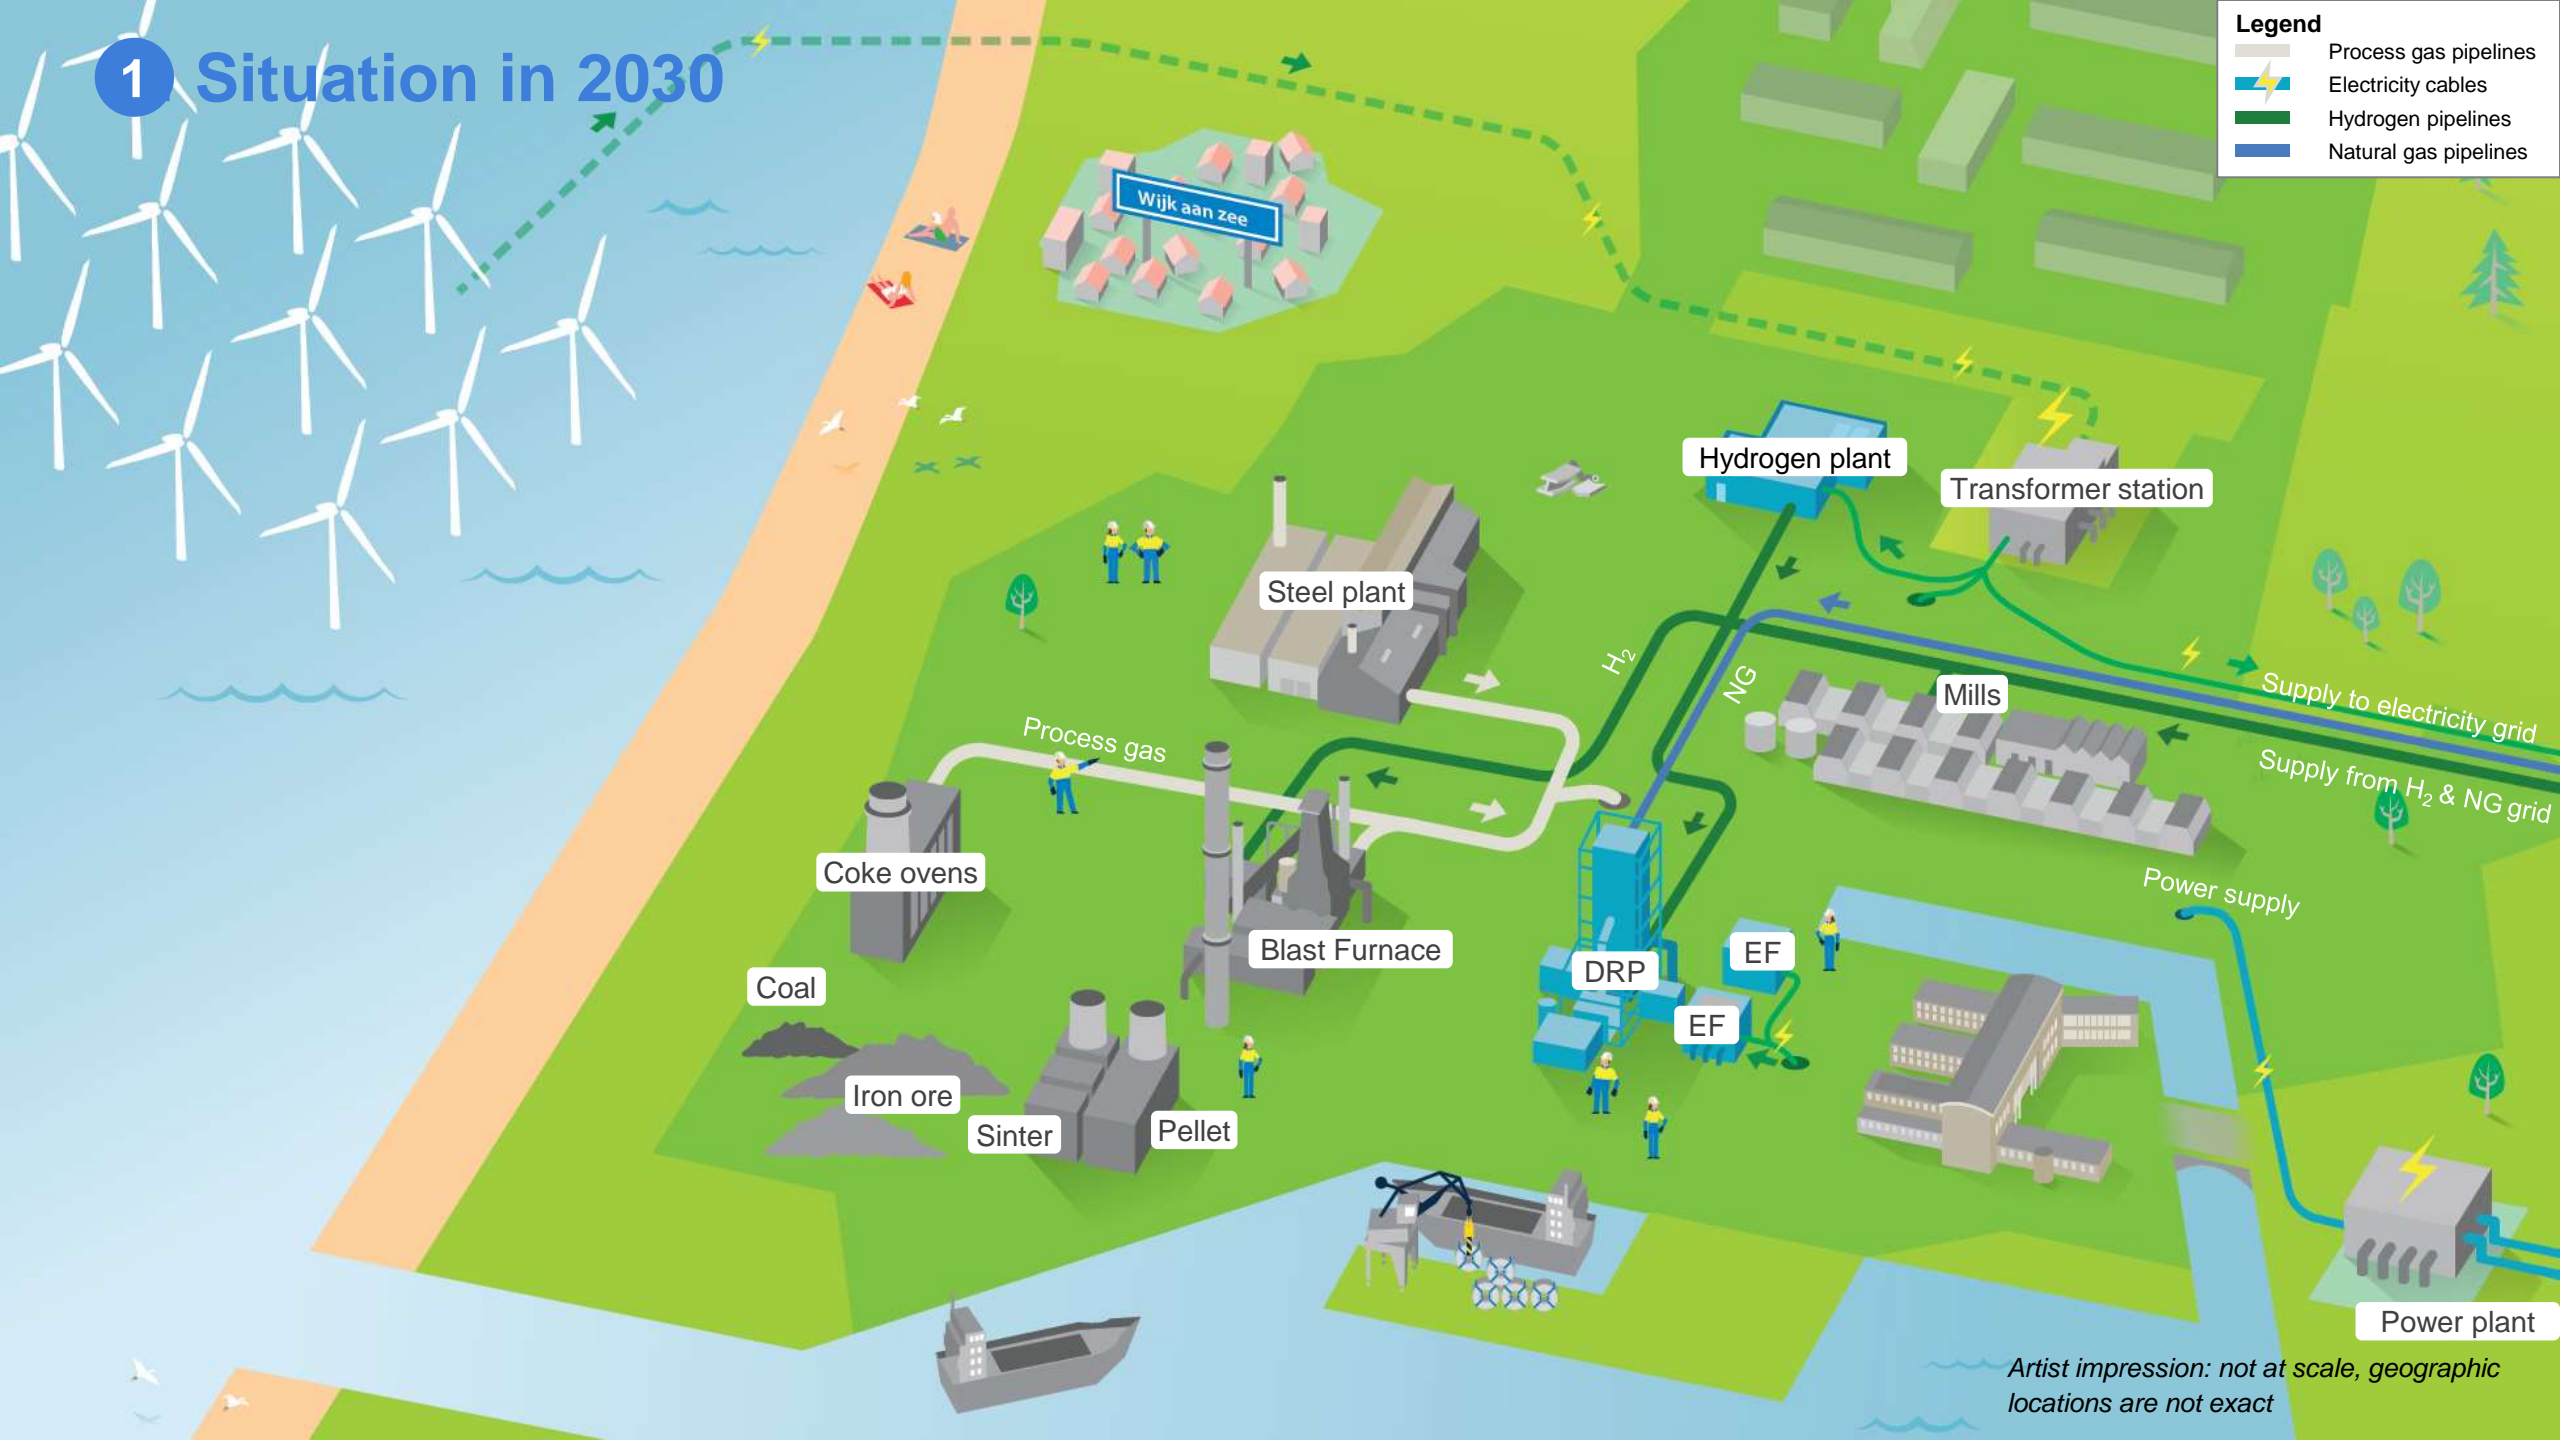 1 Situation in 2030
Legend
Process gas pipelines
Electricity cables
Hydrogen pipelines
Natural gas pipelines
Wijk aan zee
Hydrogen plant
Transformer station
Steel plant
H2
NG
Mills
Supply to electricity grid
Process gas
Supply from H2 & NG grid
Coke ovens
Power supply
Blast Furnace
EF
DRP
Coal
EF
Iron ore
Sinter
Pellet
Power plant
Artist impression: not at scale, geographic
locations are not exact